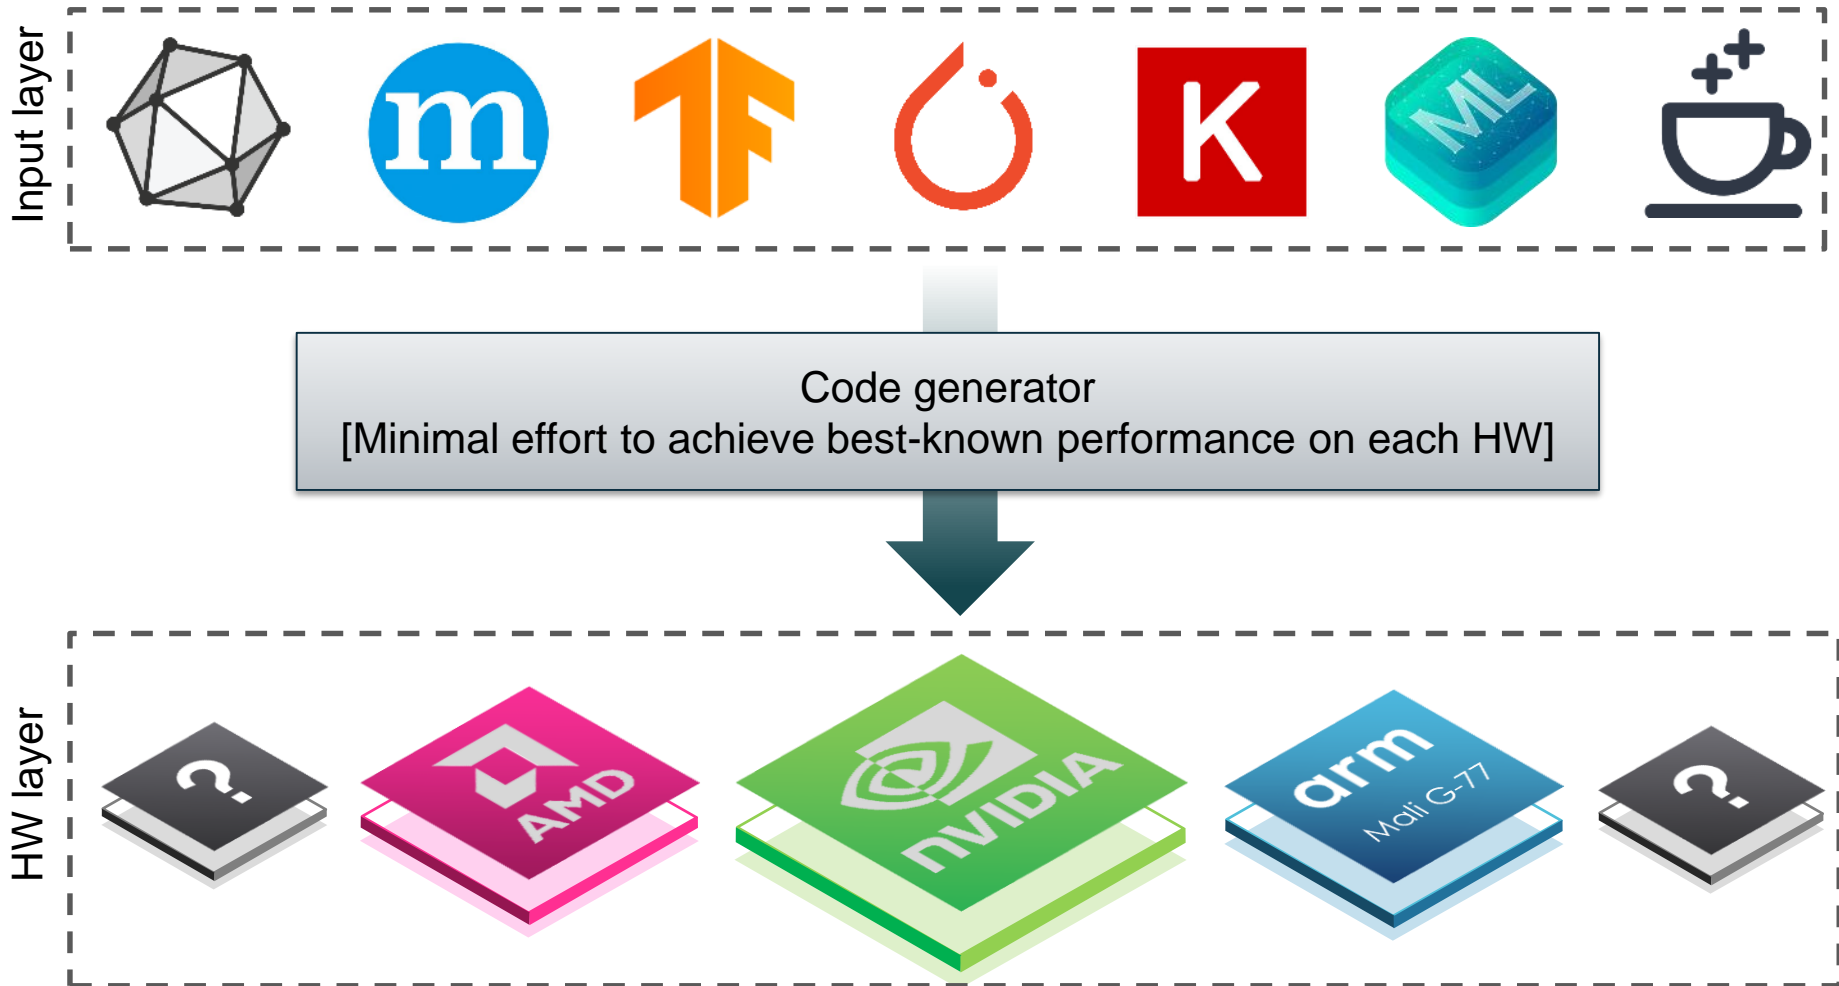 Input layer
m
K
ML
++
Code generator
[Minimal effort to achieve best-known performance on each HW]
HW layer
?
AMD
nVIDIA
arm
Mali G-77
?